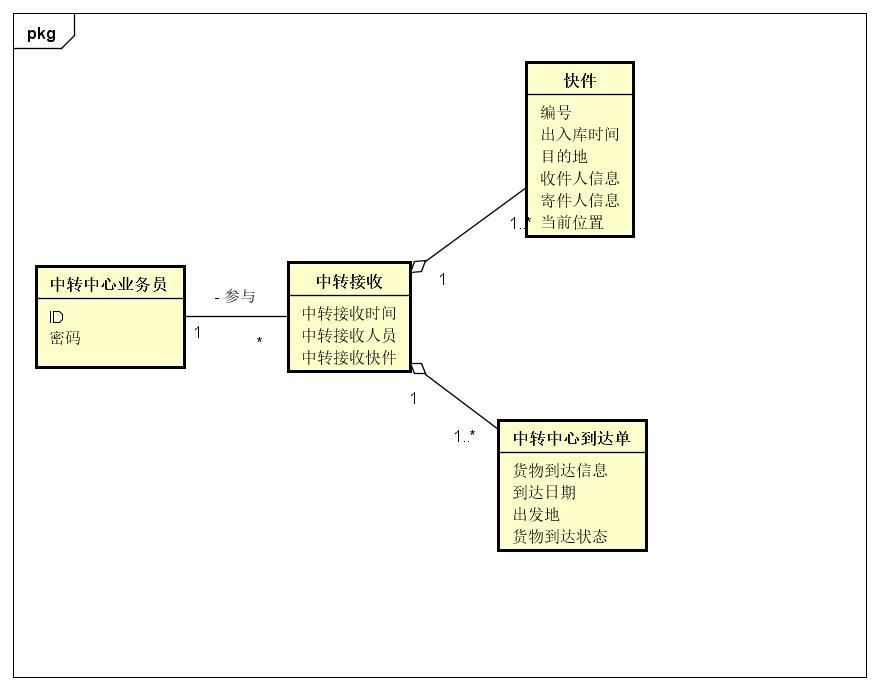 pkg
快件
编号
出入库时间
目的地
收件人信息
寄件人信息
当前位置
1..*
1
中转中心业务员
ID
密码
- 参与
1
*
中转接收
中转接收时间
中转接收人员
中转接收快件
1
1..*
中转中心到达单
货物到达信息
到达日期
出发地
货物到达状态